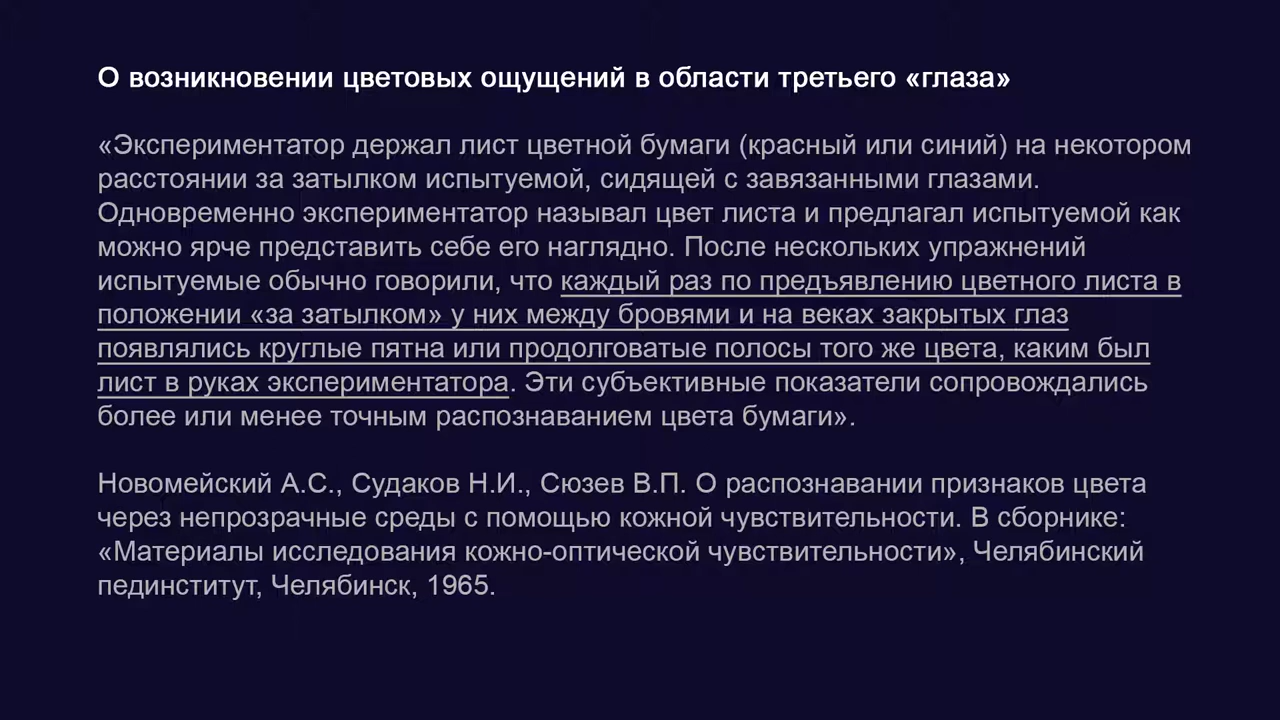 О возникновении цветовых ощущений в области третьего «глаза»
«Экспериментатор держал лист цветной бумаги (красный или синий) на некотором
расстоянии за затылком испытуемой, сидящей с завязанными глазами.
Одновременно экспериментатор называл цвет листа и предлагал испытуемой как
можно ярче представить себе его наглядно. После нескольких упражнений
испытуемые обычно говорили, что каждый раз по предъявлению цветного листа в
положении «за затылком» у них между бровями и на веках закрытых глаз
появлялись круглые пятна или продолговатые полосы того же цвета, каким был
лист в руках экспериментатора. Эти субъективные показатели сопровождались
более или менее точным распознаванием цвета бумаги».
Новомейский А.С., Судаков Н.И., Сюзев В.П. О распознавании признаков цвета
через непрозрачные среды с помощью кожной чувствительности. В сборнике:
«Материалы исследования кожно-оптической чувствительности», Челябинский
пединститут, Челябинск, 1965.